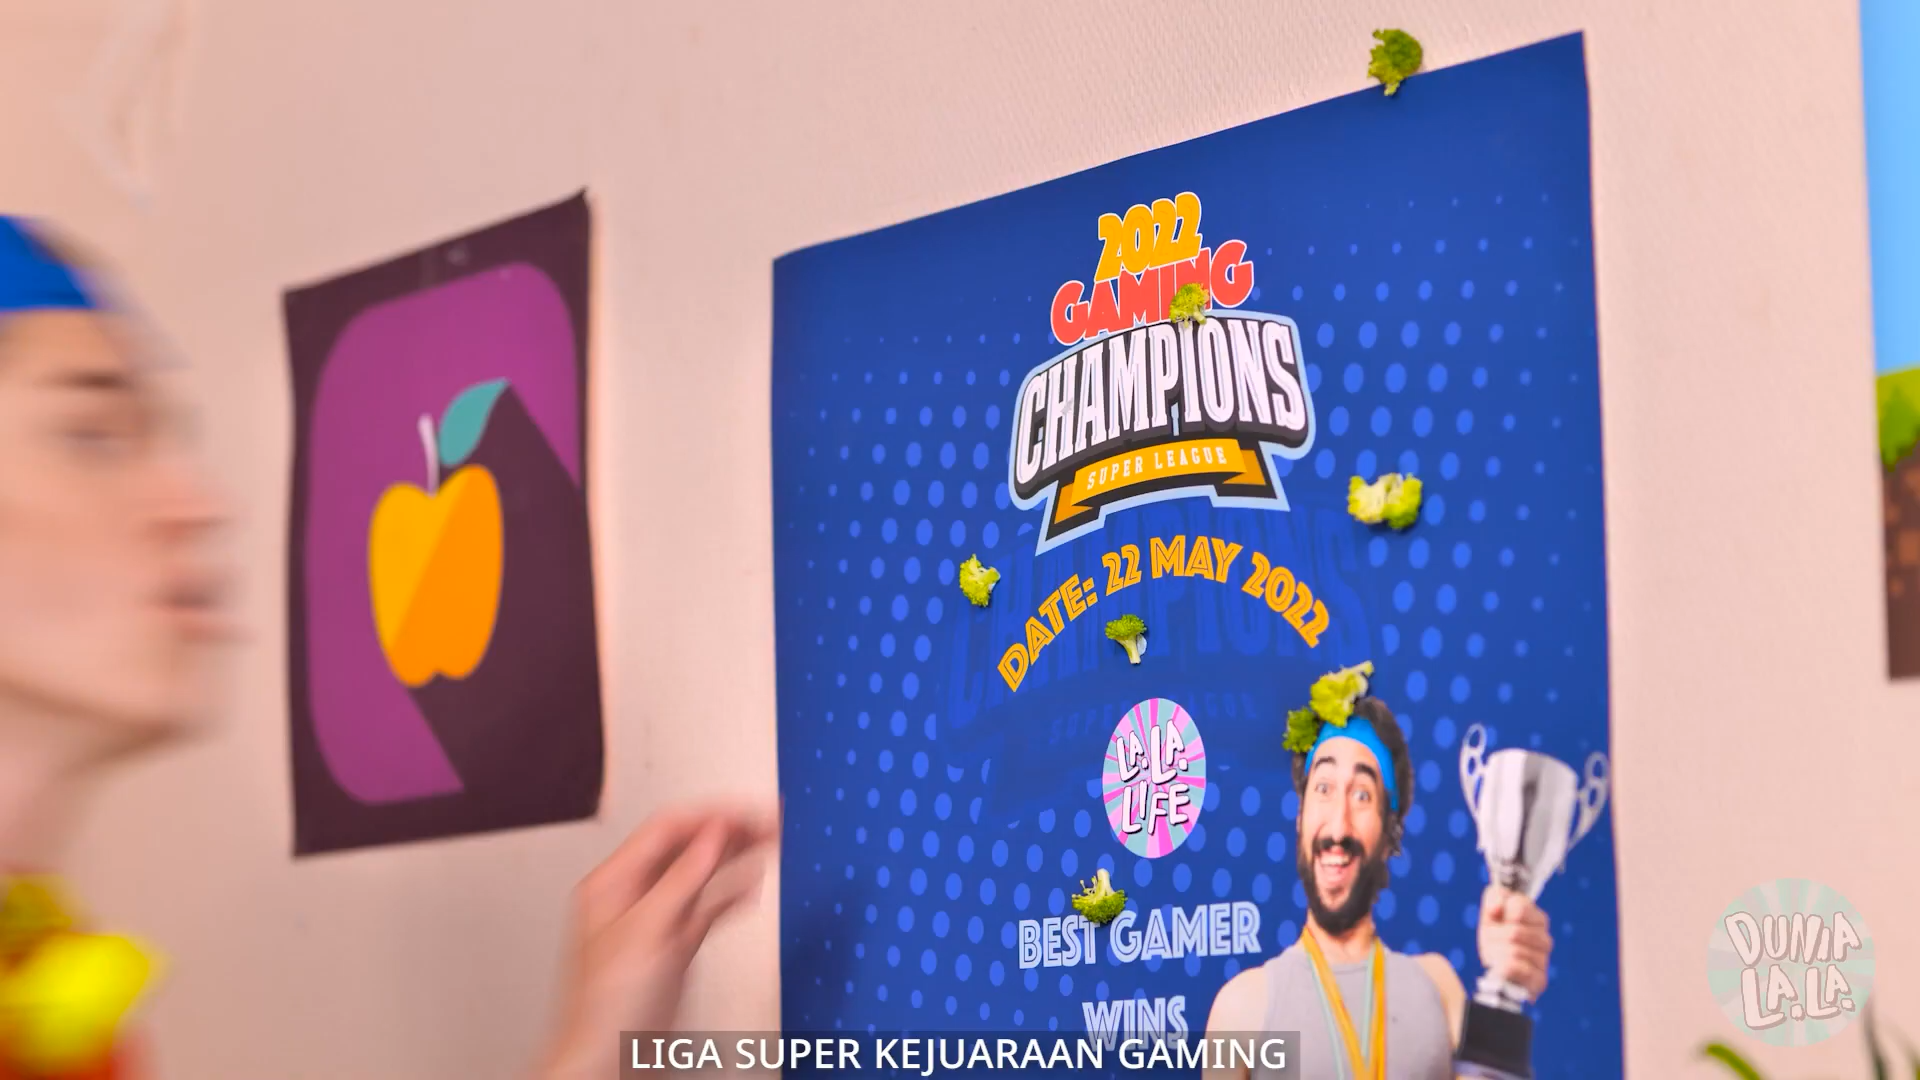 2022
GAMING
CHAMPIONS
SUPER LEAGUE
DATE: 22 MAY 2022
LA LA
LIFE
BEST GAMER
WINS
LIGA SUPER KEJUARAAN GAMING
DUNIA
LA.LA.